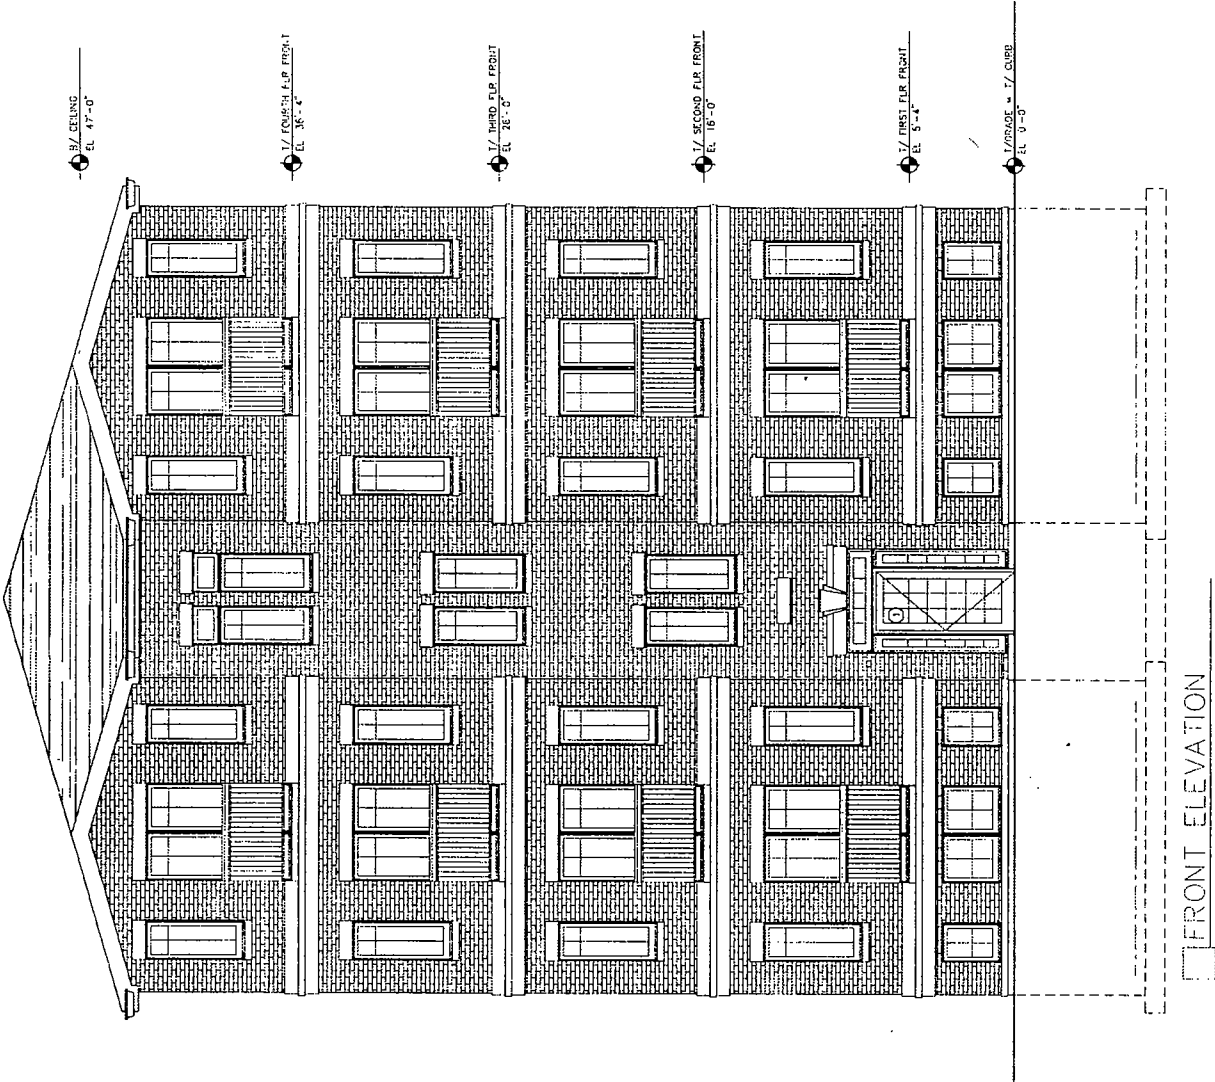 B/ CEILING
EL 47'-0"
T/ FOURTH FLR FRONT
EL 36'-4"
T/ THIRD FLR FRONT
EL 26'-0"
T/ SECOND FLR FRONT
EL 16'-0"
T/ FIRST FLR FRONT
EL 5'-4"
T/GRADE = T/ CURB
EL 0'-0"
1
FRONT ELEVATION